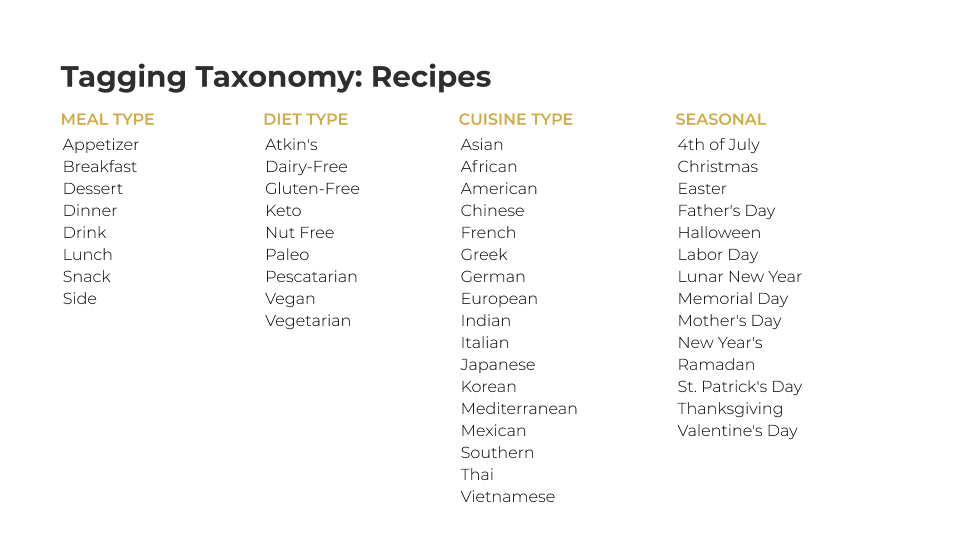 Tagging Taxonomy: Recipes
MEAL TYPE
Appetizer
Breakfast
Dessert
Dinner
Drink
Lunch
Snack
Side
DIET TYPE
Atkin's
Dairy-Free
Gluten-Free
Keto
Nut Free
Paleo
Pescatarian
Vegan
Vegetarian
CUISINE TYPE
Asian
African
American
Chinese
French
Greek
German
European
Indian
Italian
Japanese
Korean
Mediterranean
Mexican
Southern
Thai
Vietnamese
SEASONAL
4th of July
Christmas
Easter
Father's Day
Halloween
Labor Day
Lunar New Year
Memorial Day
Mother's Day
New Year's
Ramadan
St. Patrick's Day
Thanksgiving
Valentine's Day